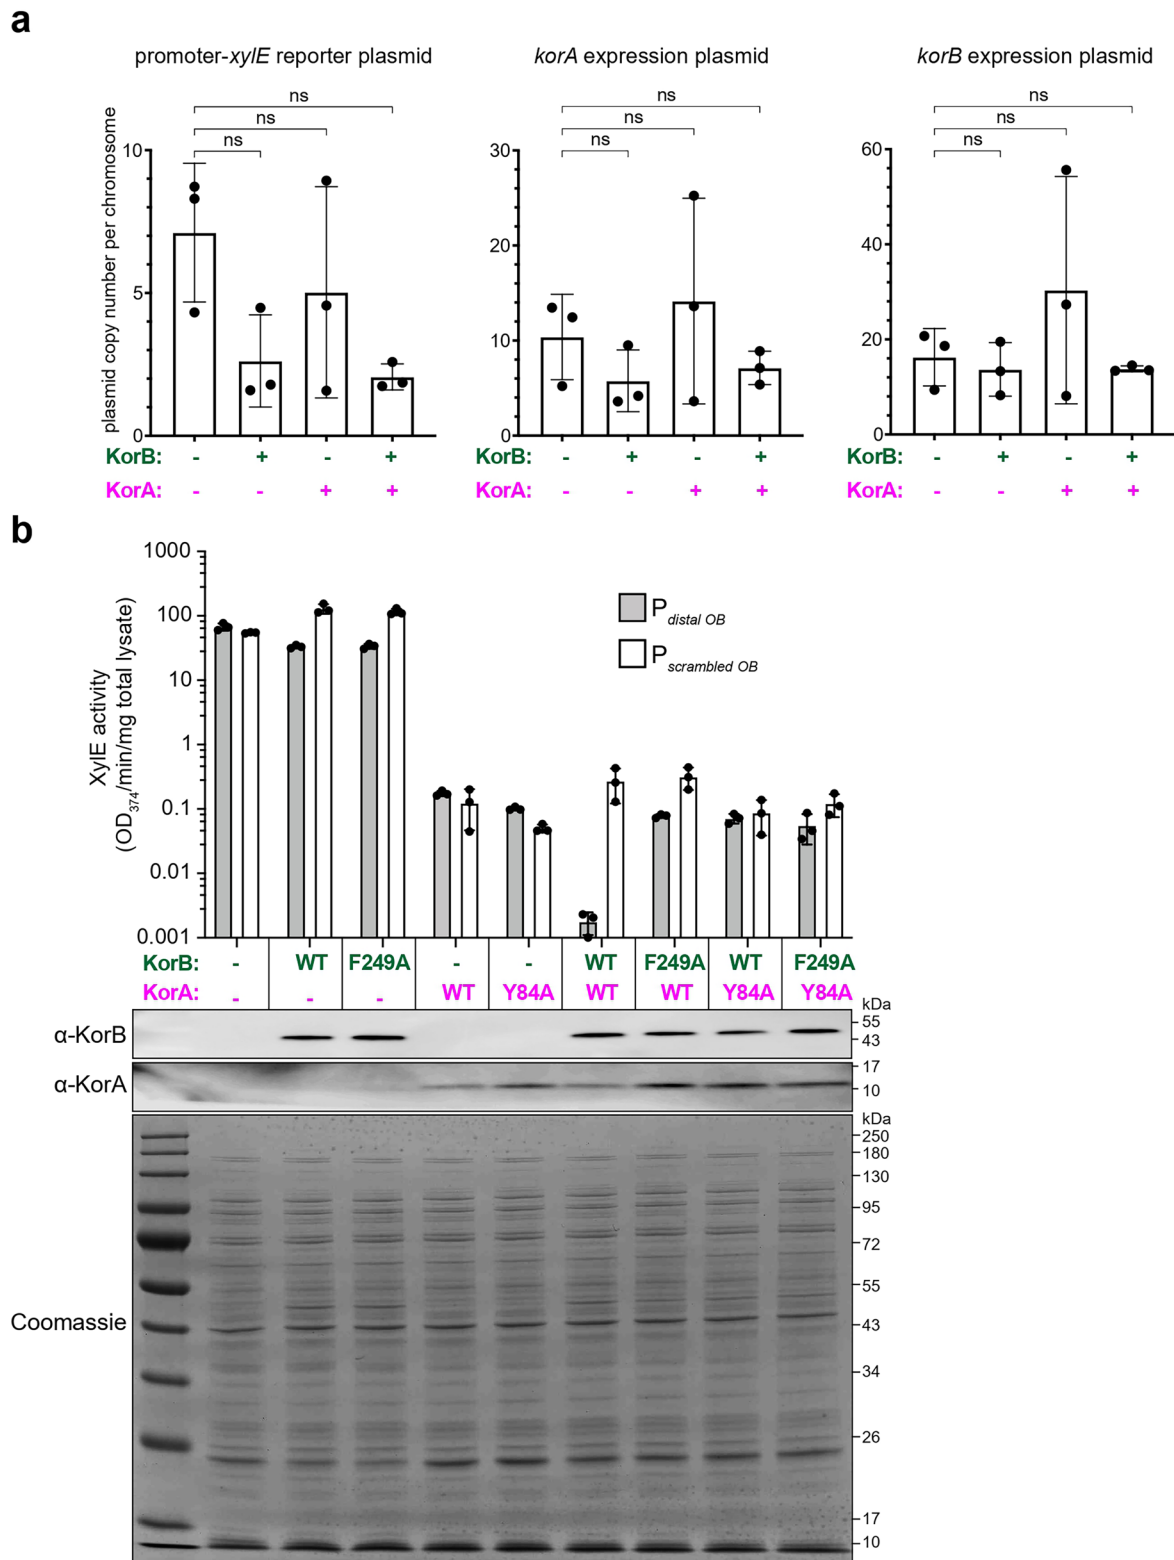 a
promoter-xylE reporter plasmid
korA expression plasmid
korB expression plasmid
plasmid copy number per chromosome
ns
ns
ns
10
5
0
ns
ns
ns
30
20
10
0
ns
ns
ns
60
40
20
0
KorB: - + - +
KorA: - - + +
KorB: - + - +
KorA: - - + +
KorB: - + - +
KorA: - - + +
b
XylE activity
(OD374/min/mg total lysate)
1000
100
10
1
0.1
0.01
0.001
P distal OB
P scrambled OB
KorB: - WT F249A - - WT F249A WT F249A
KorA: - - - WT Y84A WT WT Y84A Y84A
kDa
α-KorB
55
43
α-KorA
17
10
kDa
250
180
130
95
72
55
Coomassie
43
34
26
17
10